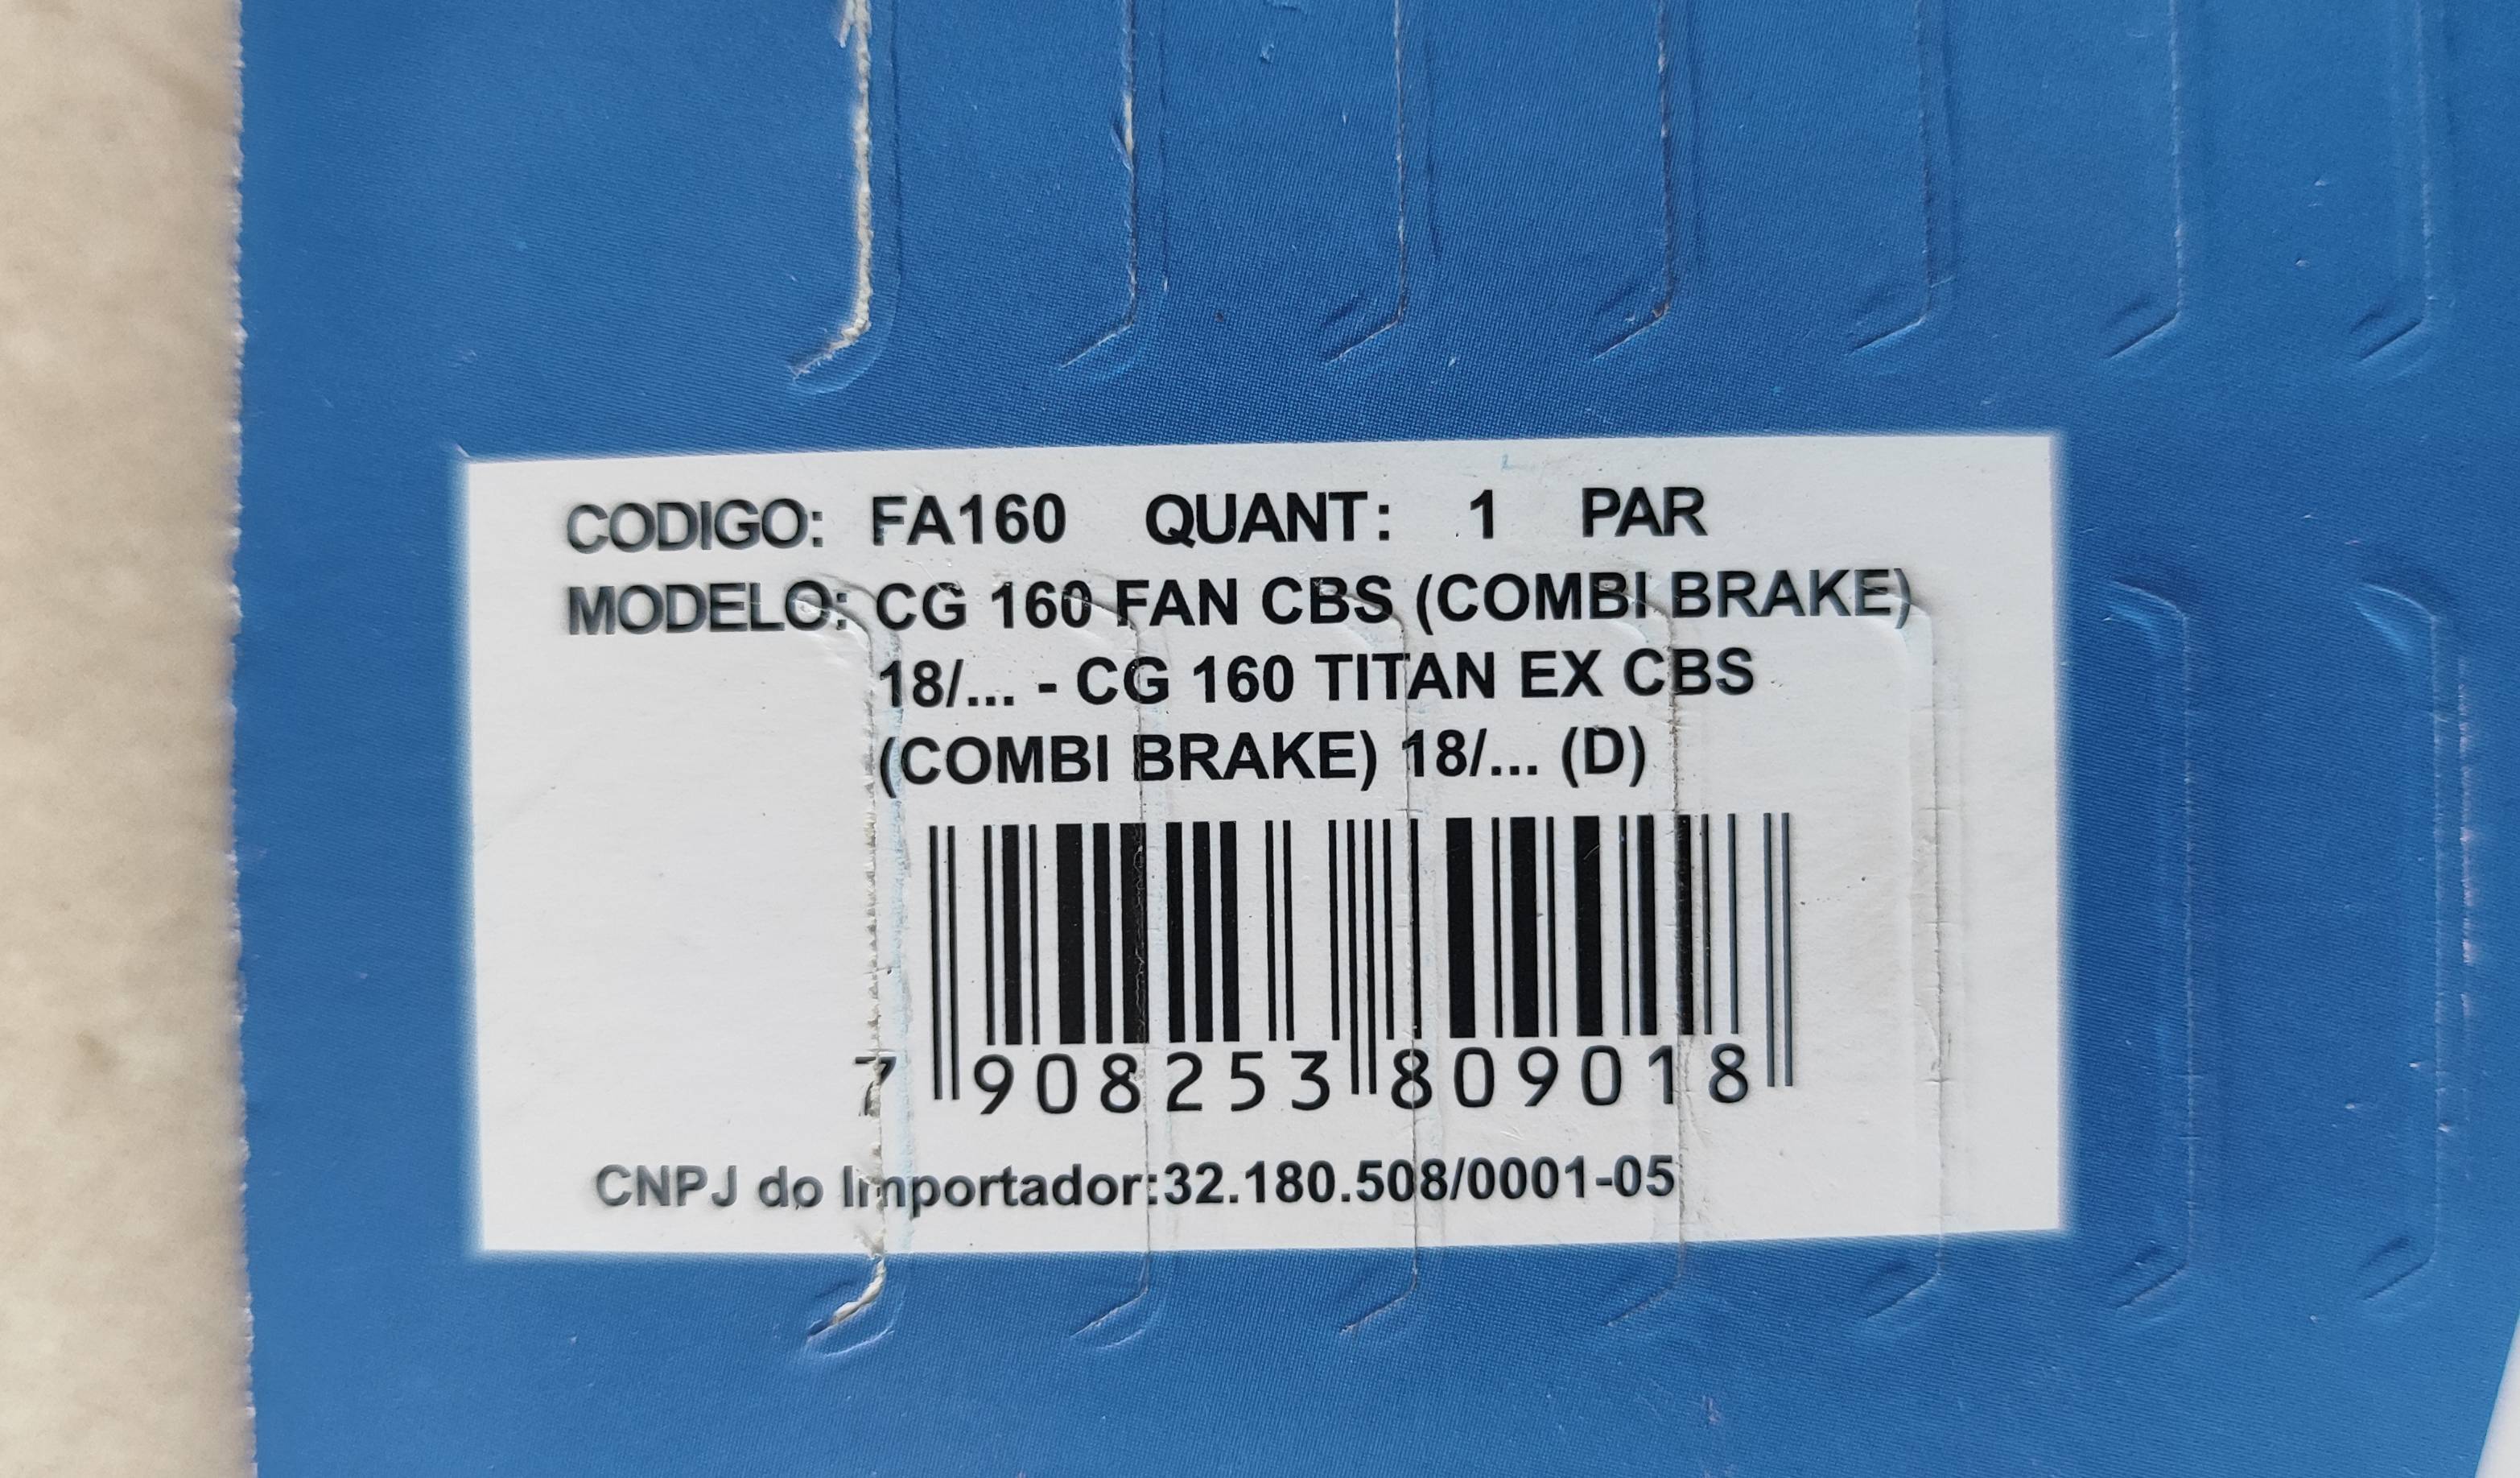 CODIGO: FA160 QUANT: 1 PAR
MODELO: CG 160 FAN CBS (COMBI BRAKE)
18/... - CG 160 TITAN EX CBS
(COMBI BRAKE) 18/... (D)
7 908253 809018
CNPJ do Importador:32.180.508/0001-05